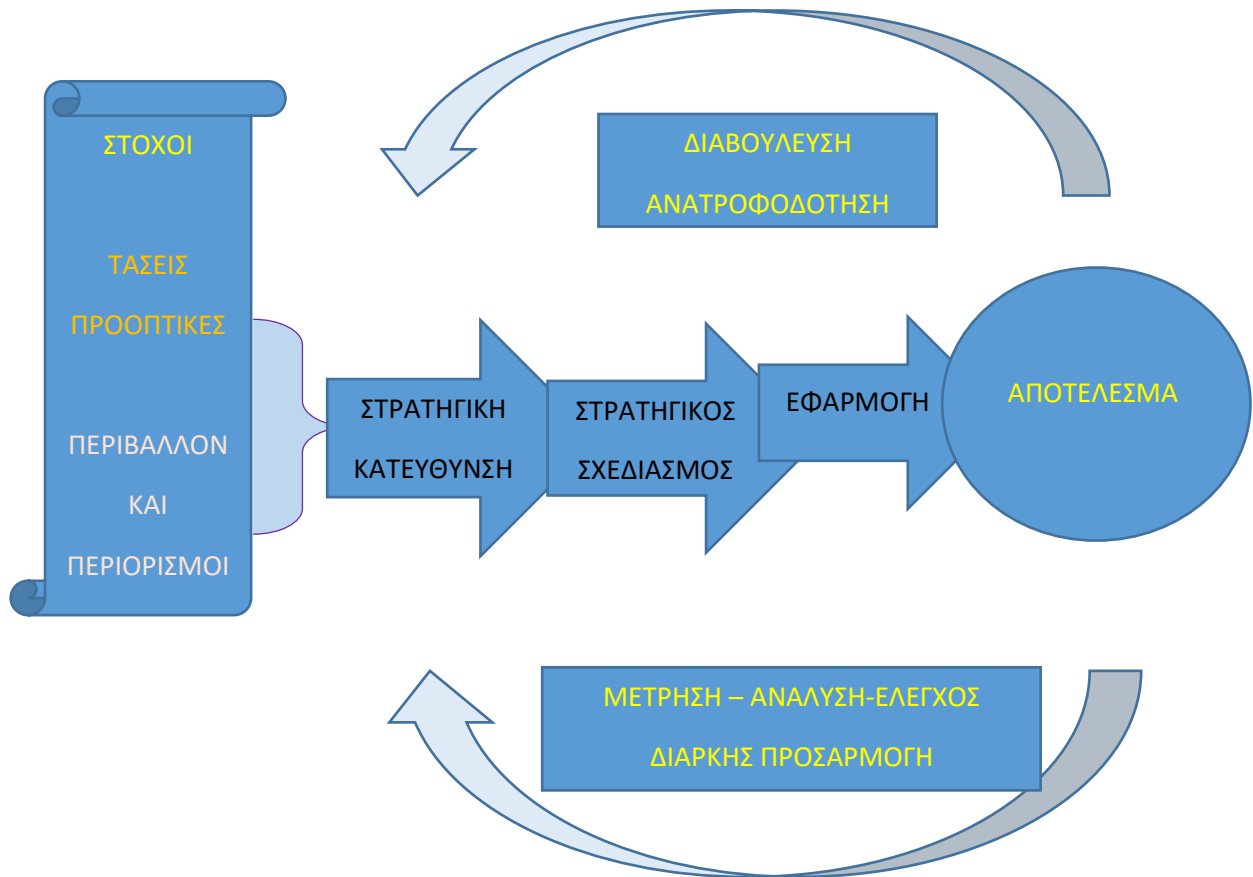 ΣΤΟΧΟΙ
ΤΑΣΕΙΣ
ΠΡΟΟΠΤΙΚΕΣ
ΠΕΡΙΒΑΛΛΟΝ
ΚΑΙ
ΠΕΡΙΟΡΙΣΜΟΙ
ΔΙΑΒΟΥΛΕΥΣΗ
ΑΝΑΤΡΟΦΟΔΟΤΗΣΗ
ΣΤΡΑΤΗΓΙΚΗ
ΚΑΤΕΥΘΥΝΣΗ
ΣΤΡΑΤΗΓΙΚΟΣ
ΣΧΕΔΙΑΣΜΟΣ
ΕΦΑΡΜΟΓΗ
ΑΠΟΤΕΛΕΣΜΑ
ΜΕΤΡΗΣΗ – ΑΝΑΛΥΣΗ-ΕΛΕΓΧΟΣ
ΔΙΑΡΚΗΣ ΠΡΟΣΑΡΜΟΓΗ